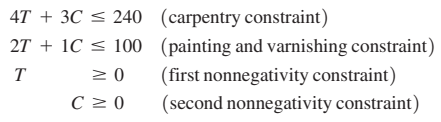 4T + 3C ≤ 240 (carpentry constraint)
2T + 1C ≤ 100 (painting and varnishing constraint)
T ≥ 0 (first nonnegativity constraint)
C ≥ 0 (second nonnegativity constraint)